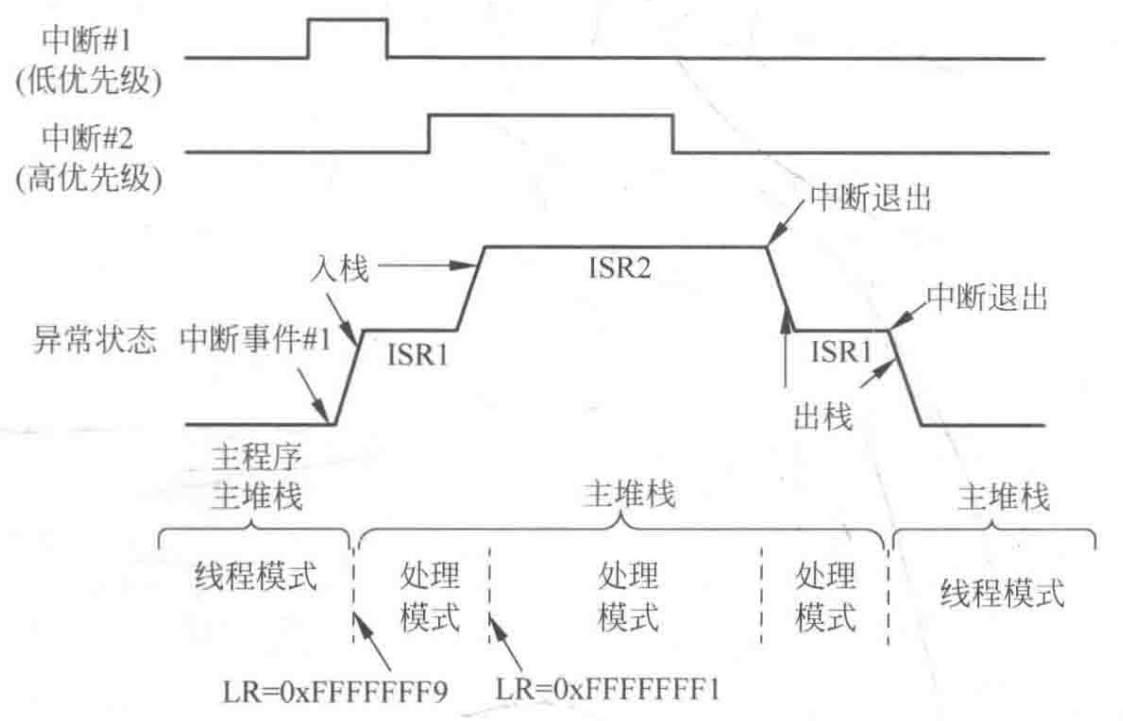 中断#1
(低优先级)
中断#2
(高优先级)
中断退出
入栈
ISR2
中断退出
异常状态 中断事件#1
ISR1
ISR1
出栈
主程序
主堆栈
主堆栈
主堆栈
线程模式
处理
模式
处理
模式
处理
模式
线程模式
LR=0xFFFFFFF9
LR=0xFFFFFFF1